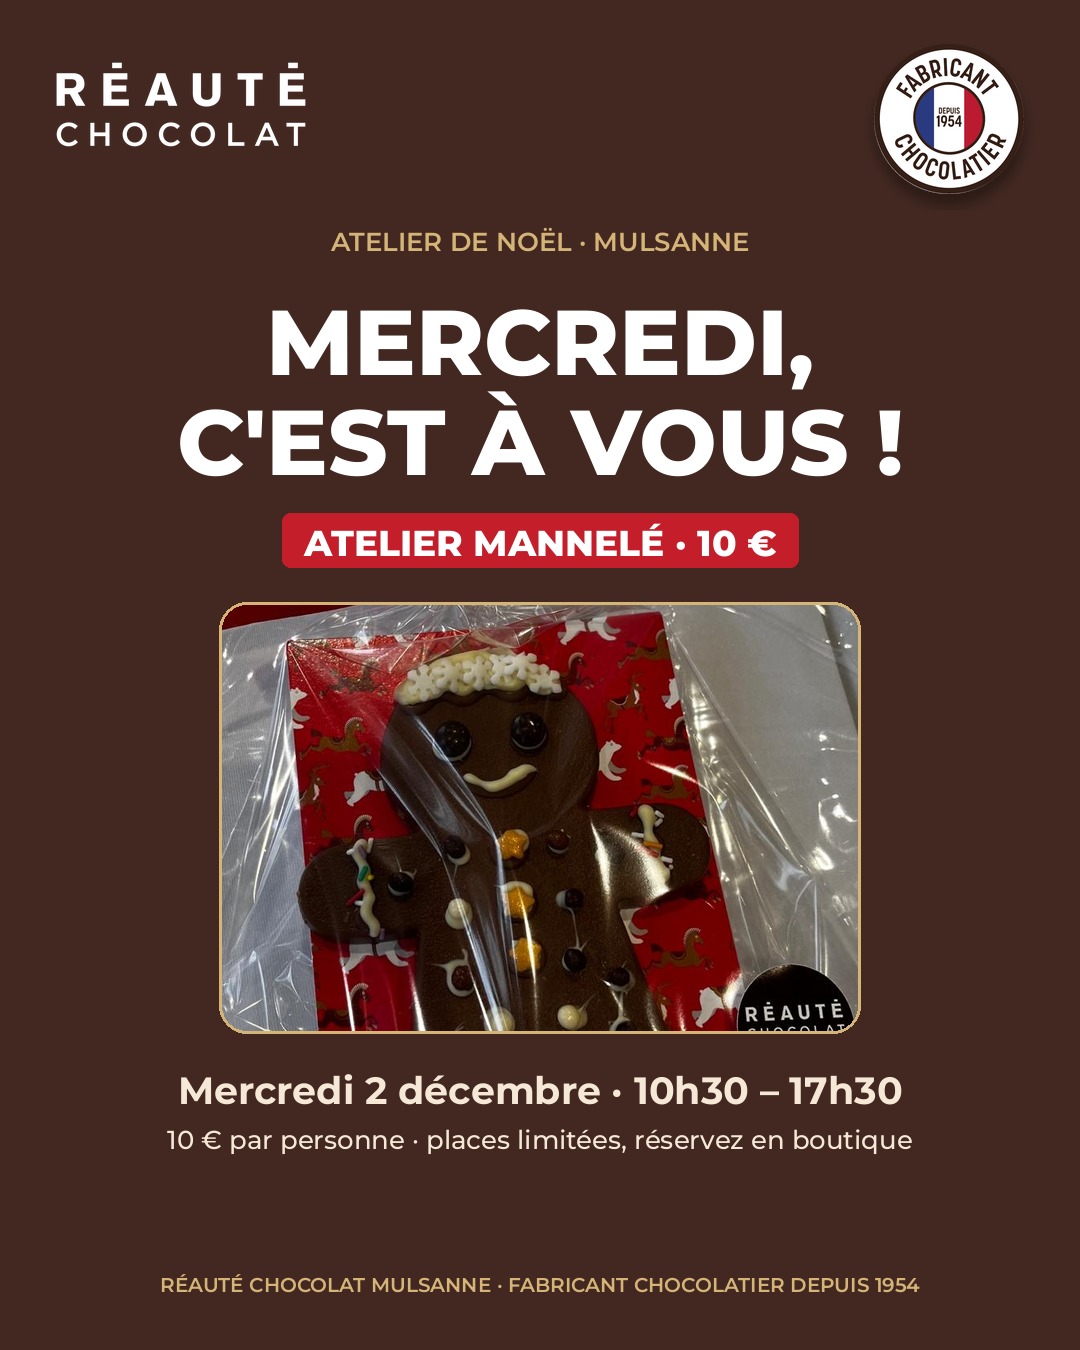 RÉAUTÉ
CHOCOLAT
FABRICANT
DEPUIS
1954
CHOCOLATIER
ATELIER DE NOËL · MULSANNE
MERCREDI,
C'EST À VOUS !
ATELIER MANNELÉ · 10 €
RÉAUTÉ
CHOCOLAT
Mercredi 2 décembre · 10h30 – 17h30
10 € par personne · places limitées, réservez en boutique
RÉAUTÉ CHOCOLAT MULSANNE · FABRICANT CHOCOLATIER DEPUIS 1954